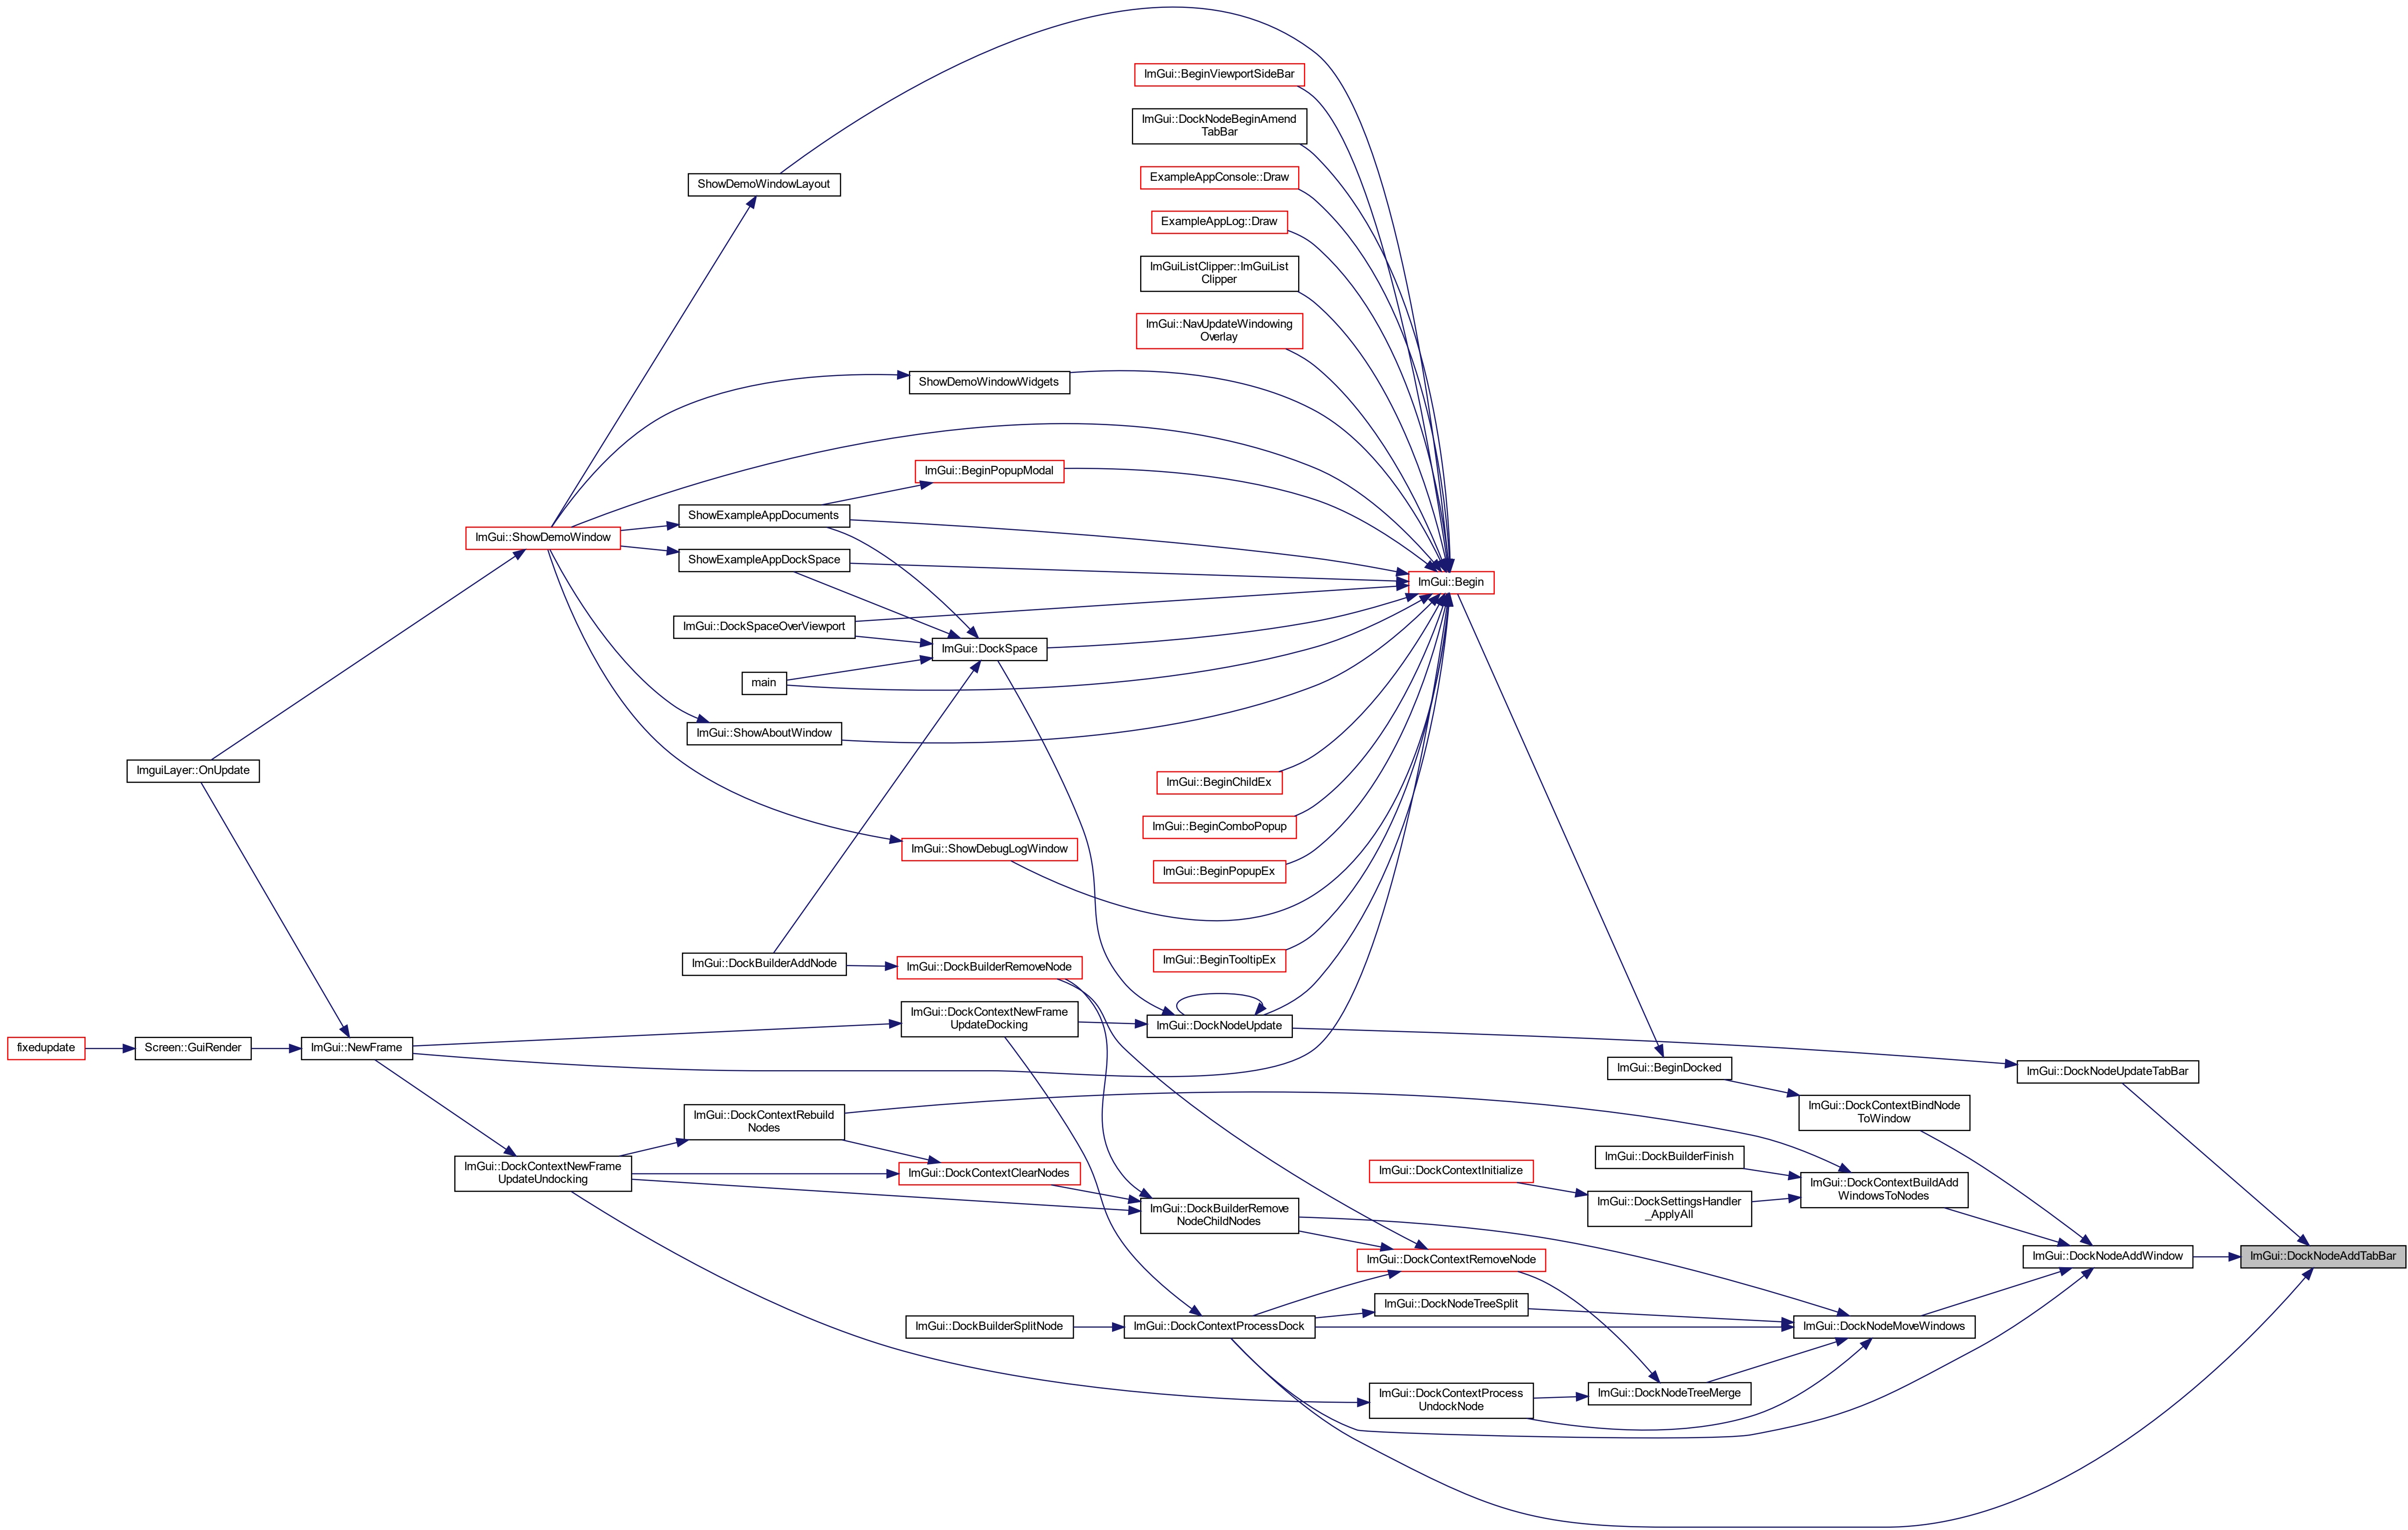 ImGui::BeginViewportSideBar
ImGui::DockNodeBeginAmend
TabBar
ExampleAppConsole::Draw
ShowDemoWindowLayout
ExampleAppLog::Draw
ImGuiListClipper::ImGuiList
Clipper
ImGui::NavUpdateWindowing
Overlay
ShowDemoWindowWidgets
ImGui::BeginPopupModal
ShowExampleAppDocuments
ImGui::ShowDemoWindow
ShowExampleAppDockSpace
ImGui::Begin
ImGui::DockSpaceOverViewport
ImGui::DockSpace
main
ImGui::ShowAboutWindow
ImguiLayer::OnUpdate
ImGui::BeginChildEx
ImGui::BeginComboPopup
ImGui::ShowDebugLogWindow
ImGui::BeginPopupEx
ImGui::BeginTooltipEx
ImGui::DockBuilderAddNode
ImGui::DockBuilderRemoveNode
ImGui::DockContextNewFrame
UpdateDocking
ImGui::DockNodeUpdate
fixedupdate
Screen::GuiRender
ImGui::NewFrame
ImGui::BeginDocked
ImGui::DockNodeUpdateTabBar
ImGui::DockContextRebuild
Nodes
ImGui::DockContextBindNode
ToWindow
ImGui::DockBuilderFinish
ImGui::DockContextNewFrame
UpdateUndocking
ImGui::DockContextClearNodes
ImGui::DockContextInitialize
ImGui::DockContextBuildAdd
WindowsToNodes
ImGui::DockSettingsHandler
_ApplyAll
ImGui::DockBuilderRemove
NodeChildNodes
ImGui::DockContextRemoveNode
ImGui::DockNodeAddWindow
ImGui::DockNodeAddTabBar
ImGui::DockNodeTreeSplit
ImGui::DockBuilderSplitNode
ImGui::DockContextProcessDock
ImGui::DockNodeMoveWindows
ImGui::DockContextProcess
UndockNode
ImGui::DockNodeTreeMerge